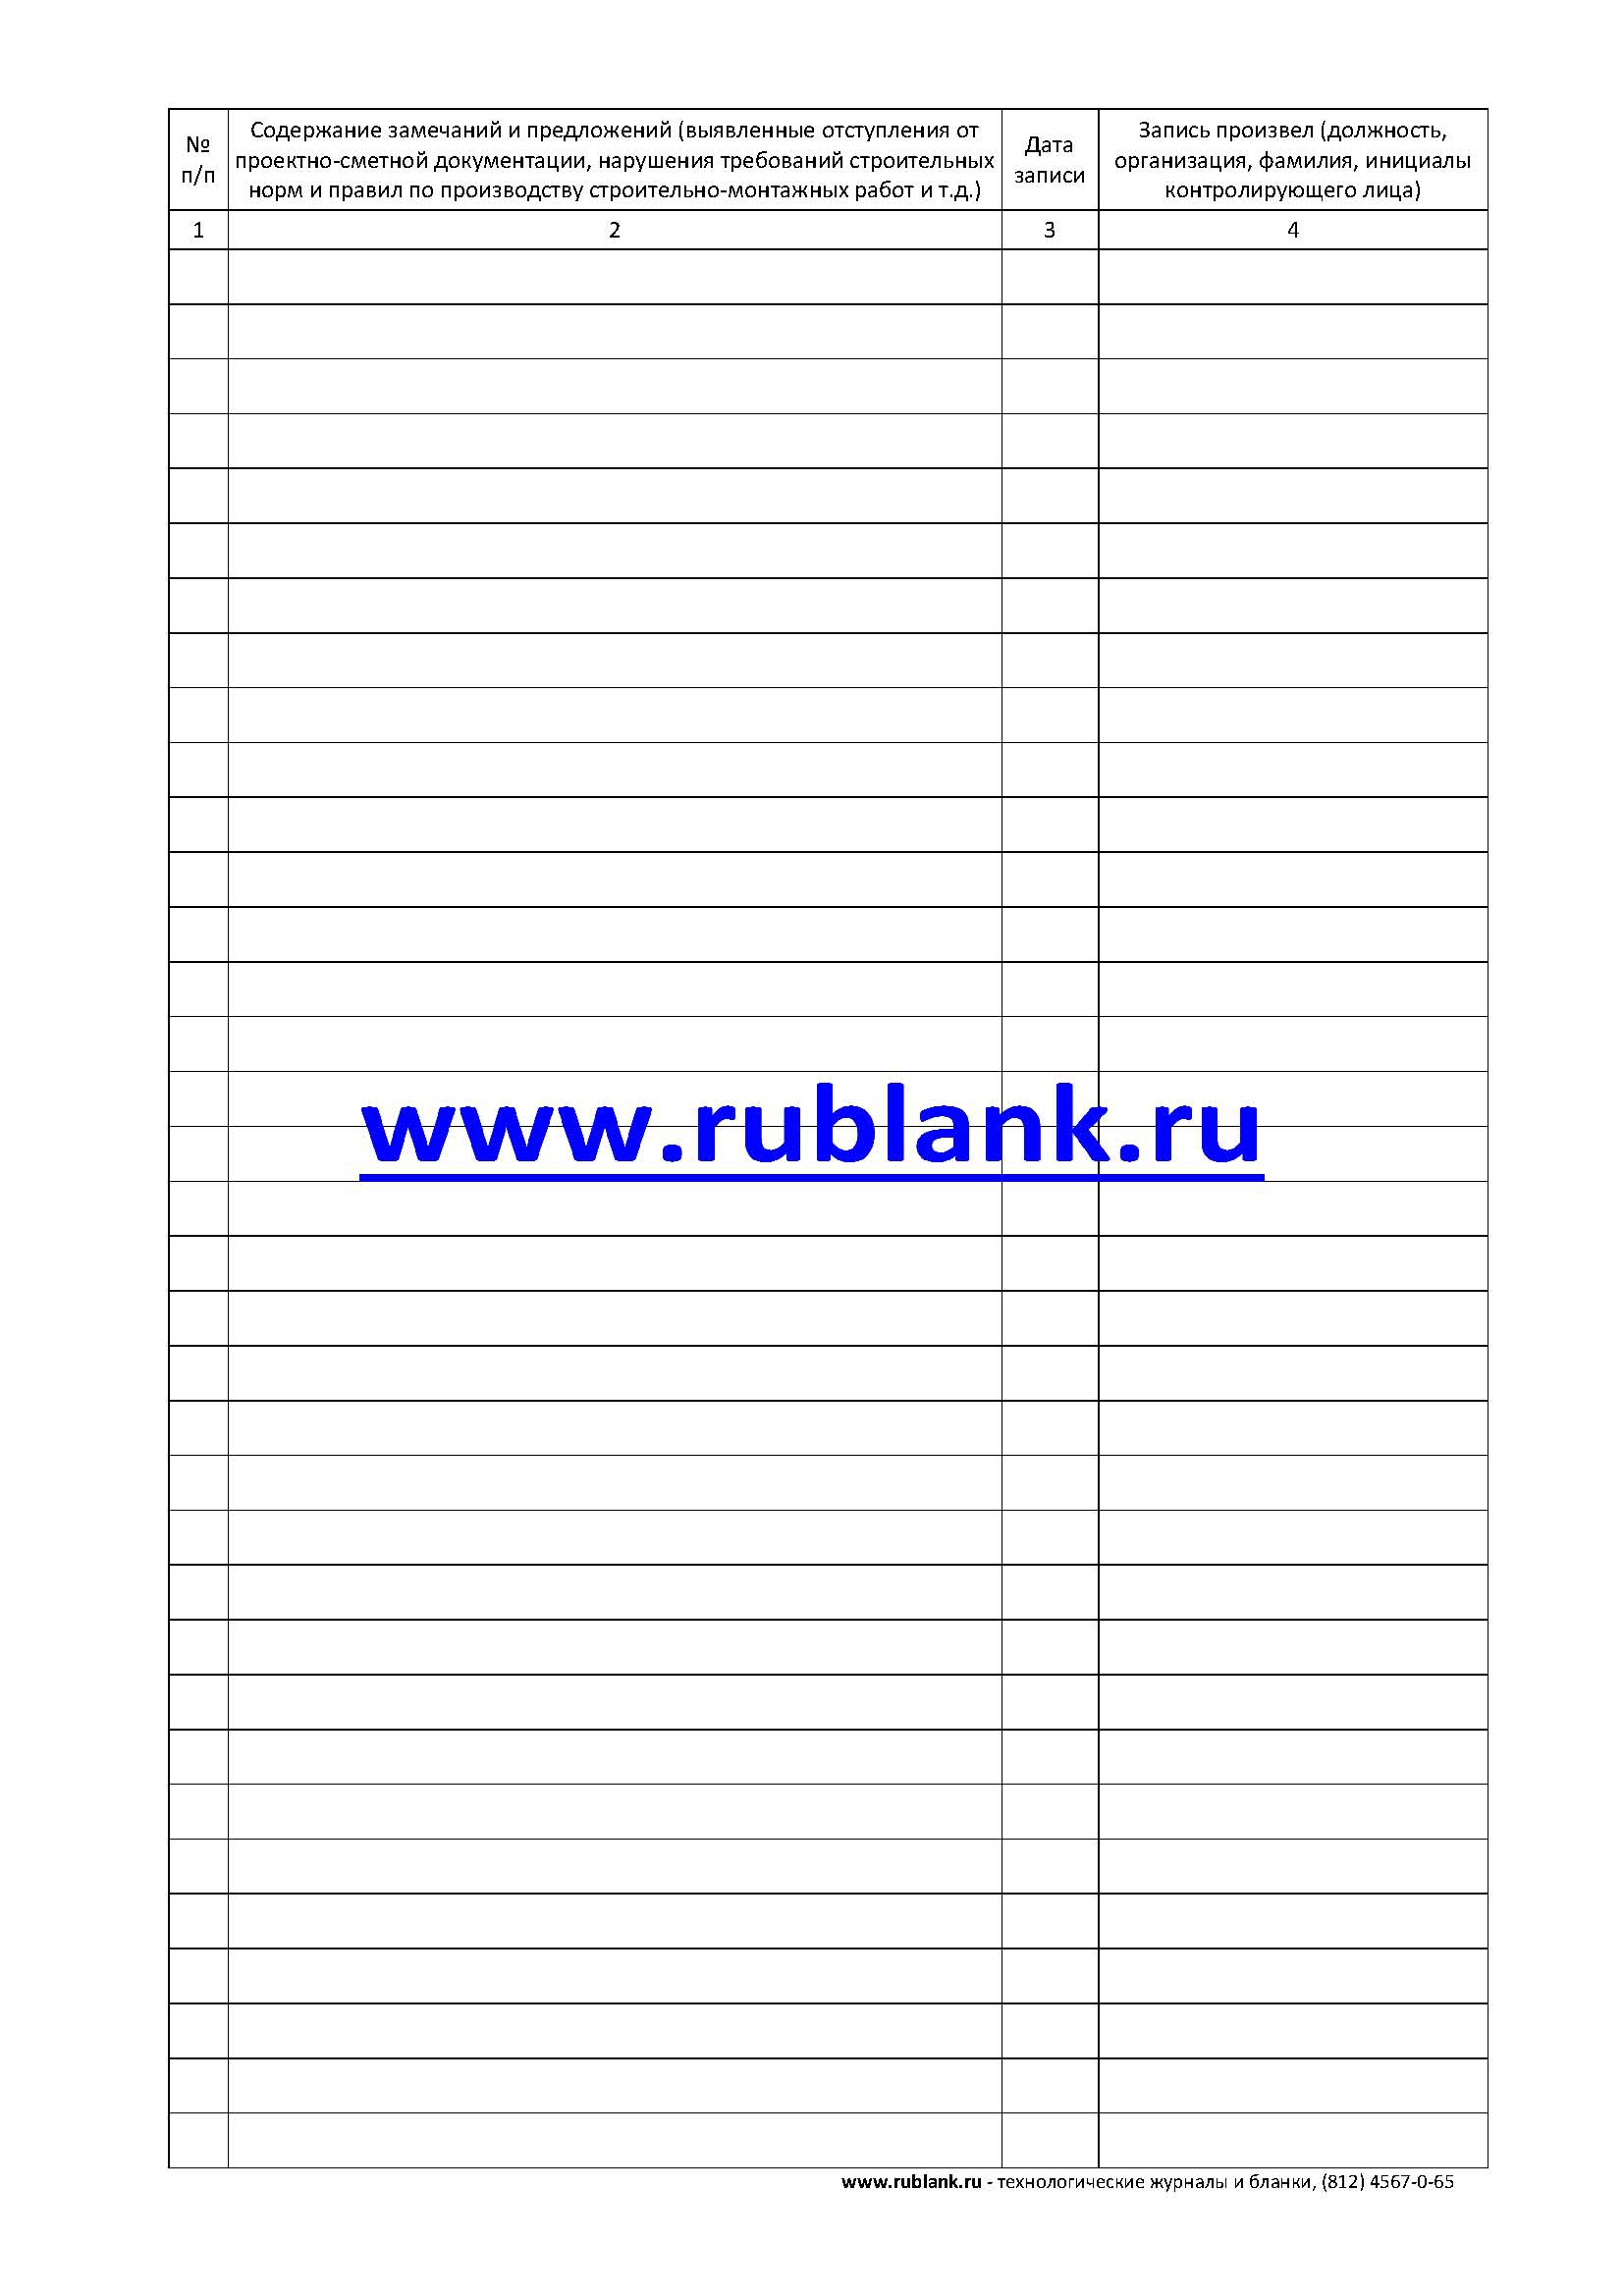 №
п/п
Содержание замечаний и предложений (выявленные отступления от
проектно-сметной документации, нарушения требований строительных
норм и правил по производству строительно-монтажных работ и т.д.)
Дата
записи
Запись произвел (должность,
организация, фамилия, инициалы
контролирующего лица)
1 2 3 4
www.rublank.ru
www.rublank.ru - технологические журналы и бланки, (812) 4567-0-65